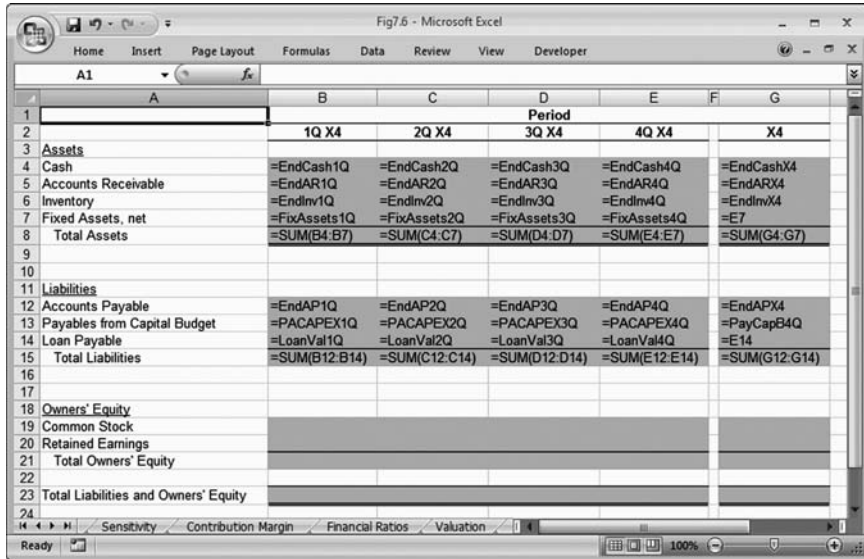 Fig7.6 - Microsoft Excel
Home Insert Page Layout Formulas Data Review View Developer
A1 fx
A B C D E F G
1 Period
2 1Q X4 2Q X4 3Q X4 4Q X4 X4
3 Assets
4 Cash =EndCash1Q =EndCash2Q =EndCash3Q =EndCash4Q =EndCashX4
5 Accounts Receivable =EndAR1Q =EndAR2Q =EndAR3Q =EndAR4Q =EndARX4
6 Inventory =EndInv1Q =EndInv2Q =EndInv3Q =EndInv4Q =EndInvX4
7 Fixed Assets, net =FixAssets1Q =FixAssets2Q =FixAssets3Q =FixAssets4Q =E7
8 Total Assets =SUM(B4:B7) =SUM(C4:C7) =SUM(D4:D7) =SUM(E4:E7) =SUM(G4:G7)
9
10
11 Liabilities
12 Accounts Payable =EndAP1Q =EndAP2Q =EndAP3Q =EndAP4Q =EndAPX4
13 Payables from Capital Budget =PACAPEX1Q =PACAPEX2Q =PACAPEX3Q =PACAPEX4Q =PayCapB4Q
14 Loan Payable =LoanVal1Q =LoanVal2Q =LoanVal3Q =LoanVal4Q =E14
15 Total Liabilities =SUM(B12:B14) =SUM(C12:C14) =SUM(D12:D14) =SUM(E12:E14) =SUM(G12:G14)
16
17
18 Owners' Equity
19 Common Stock
20 Retained Earnings
21 Total Owners' Equity
22
23 Total Liabilities and Owners' Equity
24
Sensitivity Contribution Margin Financial Ratios Valuation
Ready 100%